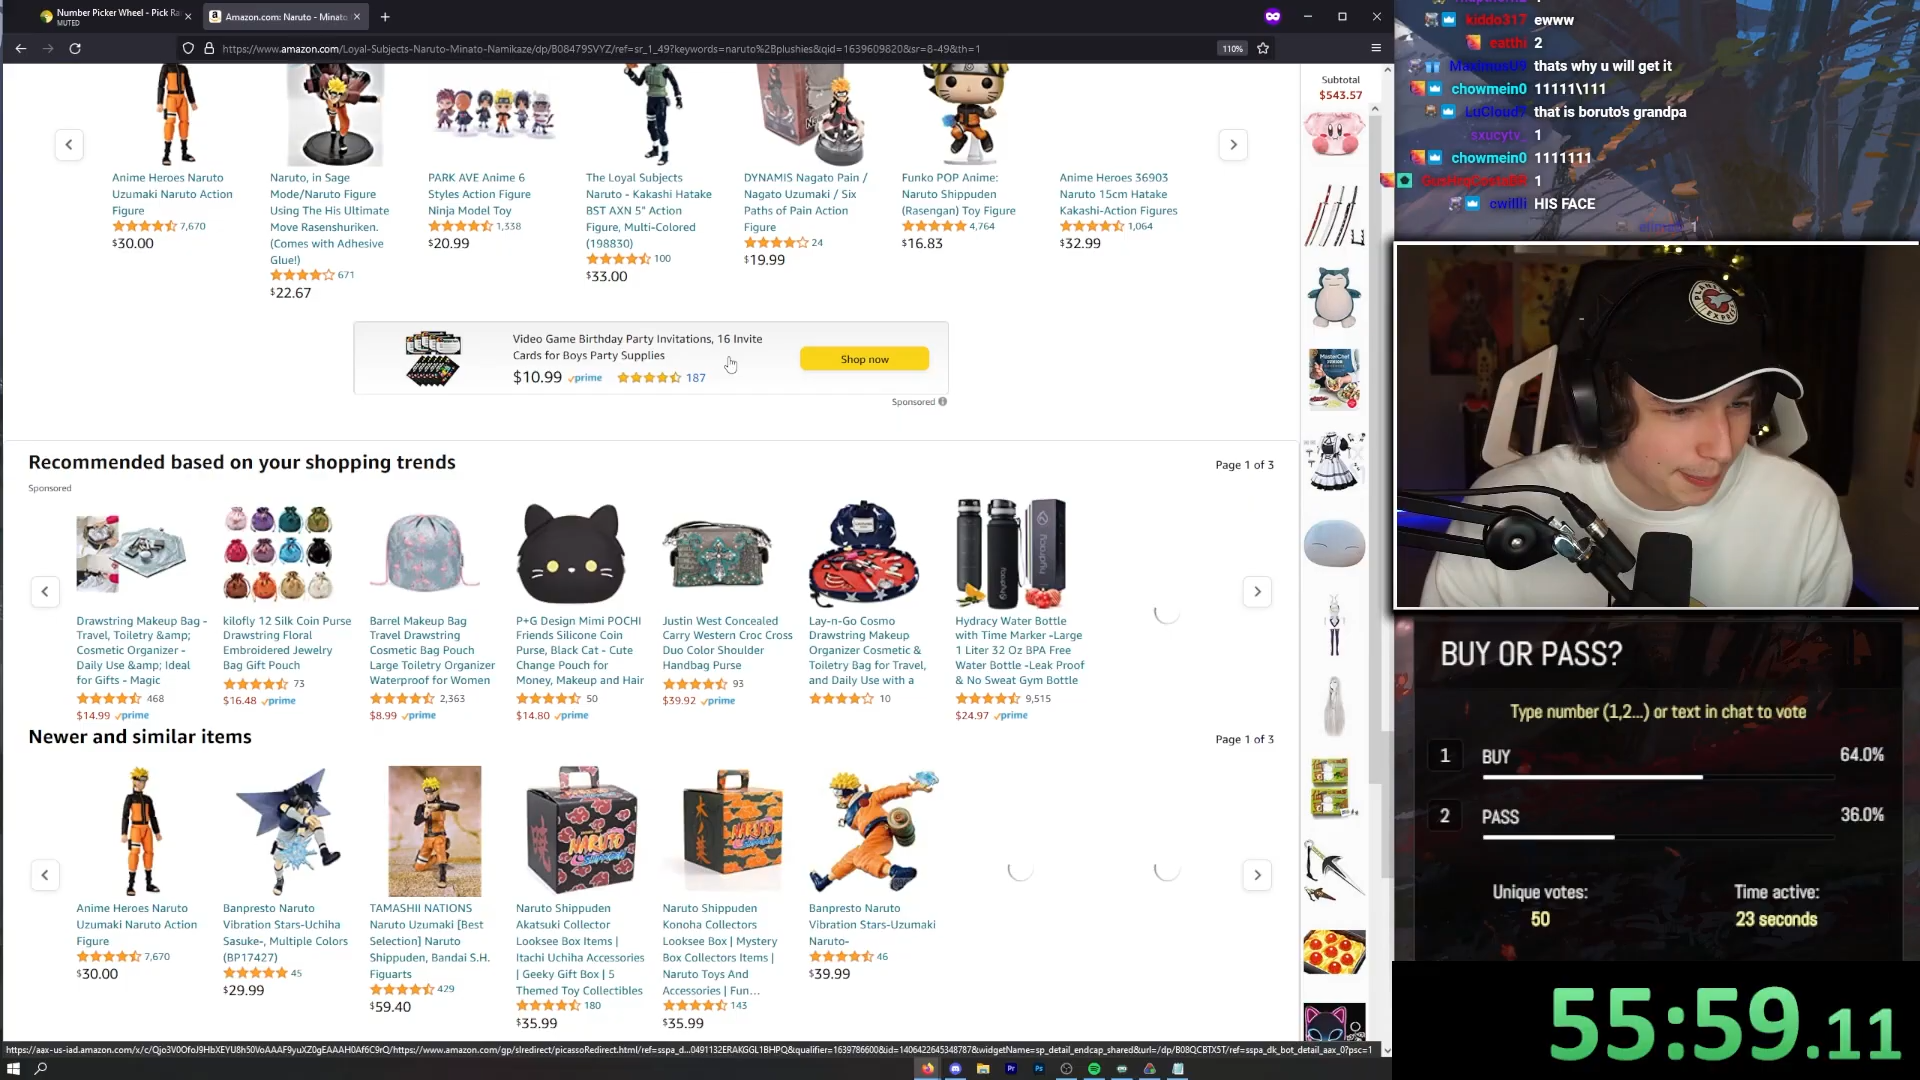 Number Picker Wheel - Pick Ra
MUTED
Amazon.com: Naruto - Minato
https://www.amazon.com/Loyal-Subjects-Naruto-Minato-Namikaze/dp/B08479SVYZ/ref=sr_1_49?keywords=naruto%2Bplushies&qid=1639609820&sr=8-49&th=1
110%
Subtotal
$543.57
Anime Heroes Naruto
Uzumaki Naruto Action
Figure
7,670
$30.00
Naruto, in Sage
Mode/Naruto Figure
Using The His Ultimate
Move Rasenshuriken.
(Comes with Adhesive
Glue!)
671
$22.67
PARK AVE Anime 6
Styles Action Figure
Ninja Model Toy
1,338
$20.99
The Loyal Subjects
Naruto - Kakashi Hatake
BST AXN 5" Action
Figure, Multi-Colored
(198830)
100
$33.00
DYNAMIS Nagato Pain /
Nagato Uzumaki / Six
Paths of Pain Action
Figure
24
$19.99
Funko POP Anime:
Naruto Shippuden
(Rasengan) Toy Figure
4,764
$16.83
Anime Heroes 36903
Naruto 15cm Hatake
Kakashi-Action Figures
1,064
$32.99
Video Game Birthday Party Invitations, 16 Invite
Cards for Boys Party Supplies
$10.99 prime 187
Shop now
Sponsored
Recommended based on your shopping trends
Page 1 of 3
Sponsored
Drawstring Makeup Bag -
Travel, Toiletry &amp;
Cosmetic Organizer -
Daily Use &amp; Ideal
for Gifts - Magic
468
$14.99 prime
kilofly 12 Silk Coin Purse
Drawstring Floral
Embroidered Jewelry
Bag Gift Pouch
73
$16.48 prime
Barrel Makeup Bag
Travel Drawstring
Cosmetic Bag Pouch
Large Toiletry Organizer
Waterproof for Women
2,363
$8.99 prime
P+G Design Mimi POCHI
Friends Silicone Coin
Purse, Black Cat - Cute
Change Pouch for
Money, Makeup and Hair
50
$14.80 prime
Justin West Concealed
Carry Western Croc Cross
Duo Color Shoulder
Handbag Purse
93
$39.92 prime
Lay-n-Go Cosmo
Drawstring Makeup
Organizer Cosmetic &
Toiletry Bag for Travel,
and Daily Use with a
10
Hydracy Water Bottle
with Time Marker -Large
1 Liter 32 Oz BPA Free
Water Bottle -Leak Proof
& No Sweat Gym Bottle
9,515
$24.97 prime
Newer and similar items
Page 1 of 3
Anime Heroes Naruto
Uzumaki Naruto Action
Figure
7,670
$30.00
Banpresto Naruto
Vibration Stars-Uchiha
Sasuke-, Multiple Colors
(BP17427)
45
$29.99
TAMASHII NATIONS
Naruto Uzumaki [Best
Selection] Naruto
Shippuden, Bandai S.H.
Figuarts
429
$59.40
Naruto Shippuden
Akatsuki Collector
Looksee Box Items |
Itachi Uchiha Accessories
| Geeky Gift Box | 5
Themed Toy Collectibles
180
$35.99
Naruto Shippuden
Konoha Collectors
Looksee Box | Mystery
Box Collectors Items |
Naruto Toys And
Accessories | Fun…
143
$35.99
Banpresto Naruto
Vibration Stars-Uzumaki
Naruto-
46
$39.99
kiddo317 ewww
eatthi 2
MaximusU9 thats why u will get it
chowmein0 11111\111
LuCloud9 that is boruto's grandpa
sxucytv_ 1
chowmein0 1111111
1
cwillli HIS FACE
1
PLANET
EXPRESS
BUY OR PASS?
Type number (1,2...) or text in chat to vote
1 BUY 64.0%
2 PASS 36.0%
Unique votes:
50
Time active:
23 seconds
55:59.11